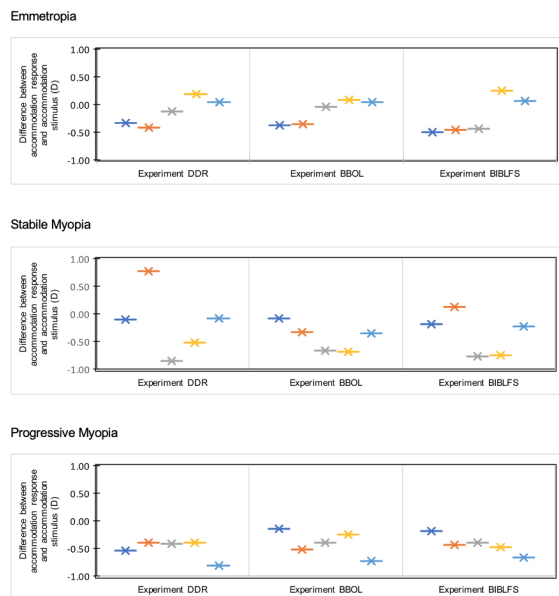 Emmetropia
Difference between
accommodation response
and accommodation
stimulus (D)
1.00
0.50
0.00
-0.50
-1.00
Experiment DDR
Experiment BBOL
Experiment BIBLFS
Stabile Myopia
Difference between
accommodation response
and accommodation
stimulus (D)
1.00
0.50
0.00
-0.50
-1.00
Experiment DDR
Experiment BBOL
Experiment BIBLFS
Progressive Myopia
Difference between
accommodation response
and accommodation
stimulus (D)
1.00
0.50
0.00
-0.50
-1.00
Experiment DDR
Experiment BBOL
Experiment BIBLFS